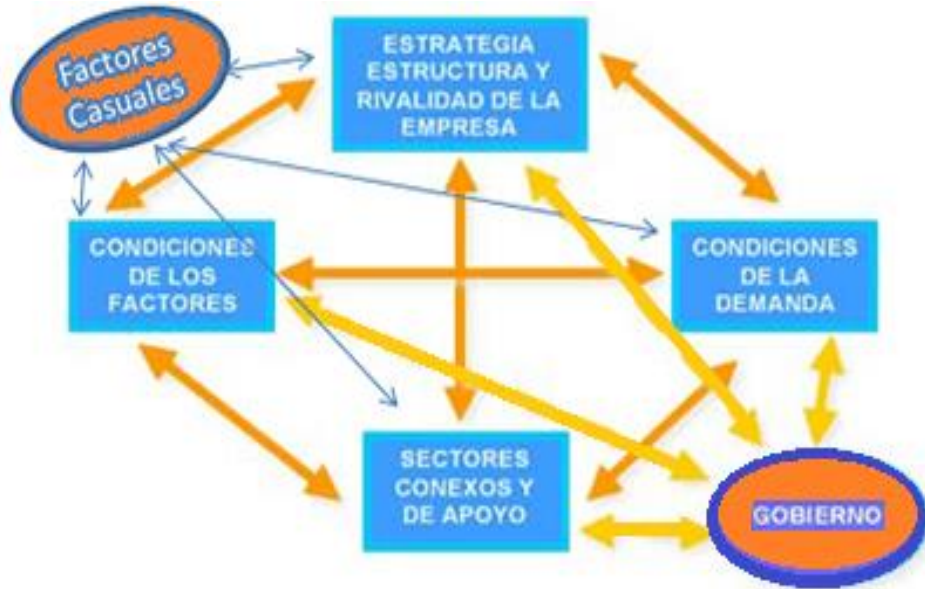 Factores
Casuales
ESTRATEGIA
ESTRUCTURA Y
RIVALIDAD DE LA
EMPRESA
CONDICIONES
DE LOS
FACTORES
CONDICIONES
DE LA
DEMANDA
SECTORES
CONEXOS Y
DE APOYO
GOBIERNO